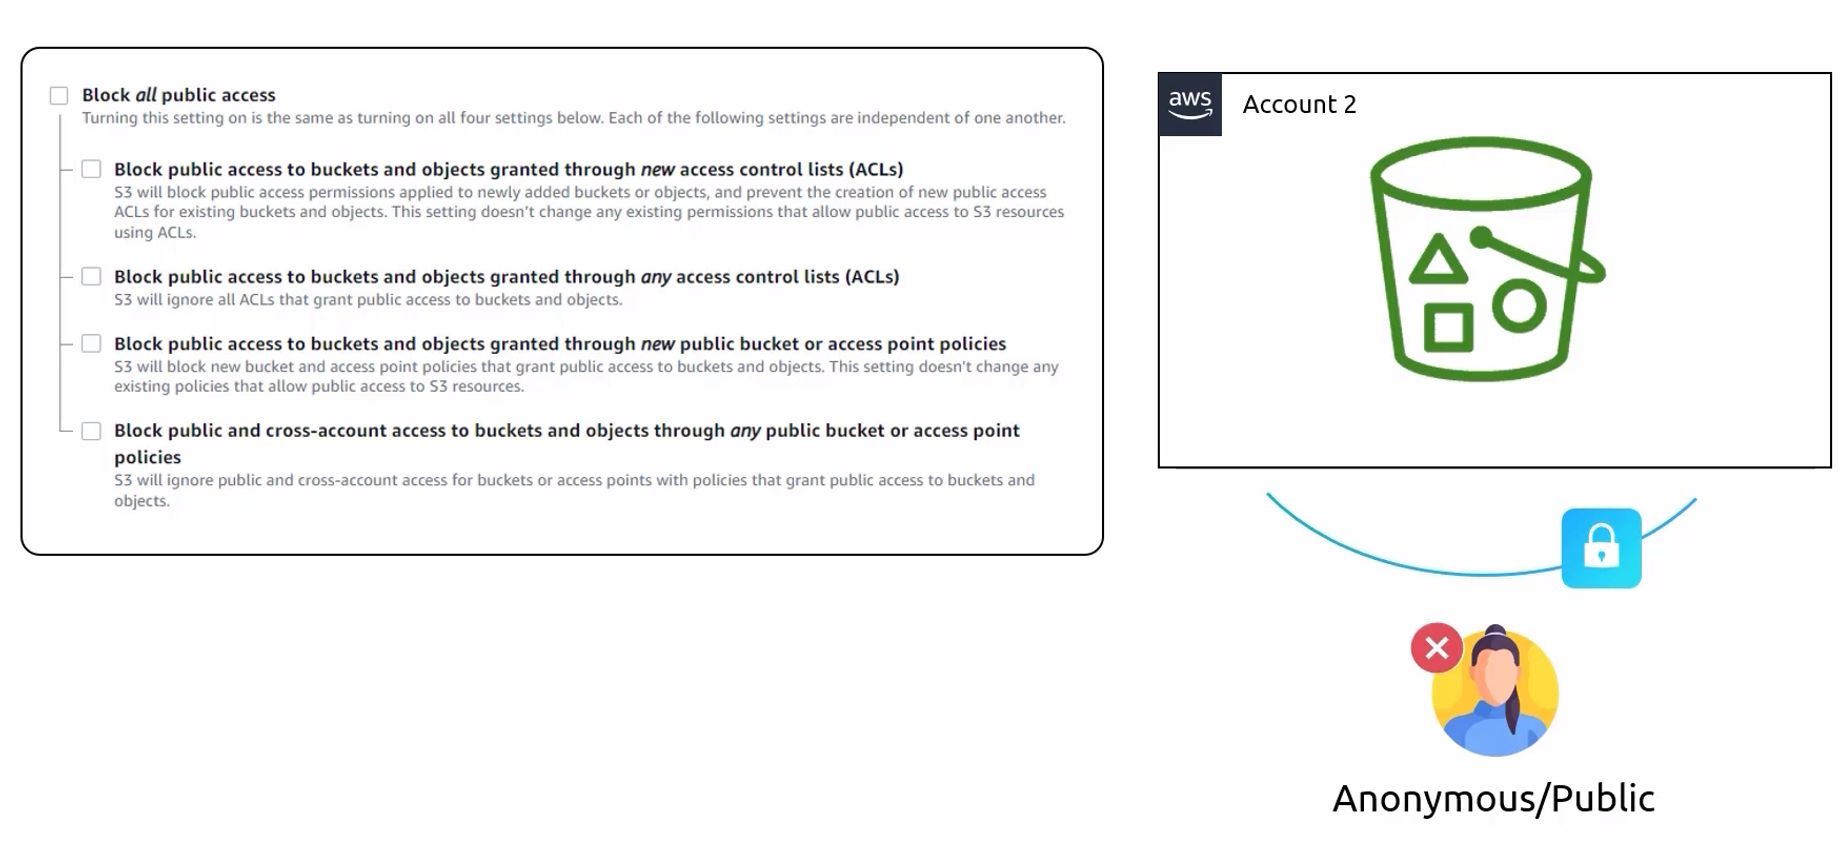 Block all public access
Turning this setting on is the same as turning on all four settings below. Each of the following settings are independent of one another.
Block public access to buckets and objects granted through new access control lists (ACLs)
S3 will block public access permissions applied to newly added buckets or objects, and prevent the creation of new public access
ACLs for existing buckets and objects. This setting doesn't change any existing permissions that allow public access to S3 resources
using ACLs.
Block public access to buckets and objects granted through any access control lists (ACLs)
S3 will ignore all ACLs that grant public access to buckets and objects.
Block public access to buckets and objects granted through new public bucket or access point policies
S3 will block new bucket and access point policies that grant public access to buckets and objects. This setting doesn't change any
existing policies that allow public access to S3 resources.
Block public and cross-account access to buckets and objects through any public bucket or access point
policies
S3 will ignore public and cross-account access for buckets or access points with policies that grant public access to buckets and
objects.
aws
Account 2
Anonymous/Public